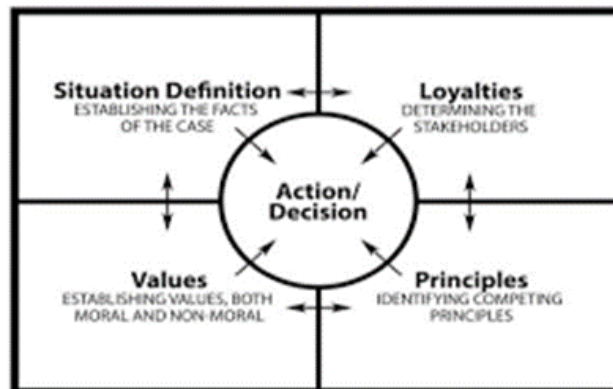 Situation Definition
ESTABLISHING THE FACTS
OF THE CASE
Loyalties
DETERMINING THE
STAKEHOLDERS
Action/
Decision
Values
ESTABLISHING VALUES, BOTH
MORAL AND NON-MORAL
Principles
IDENTIFYING COMPETING
PRINCIPLES